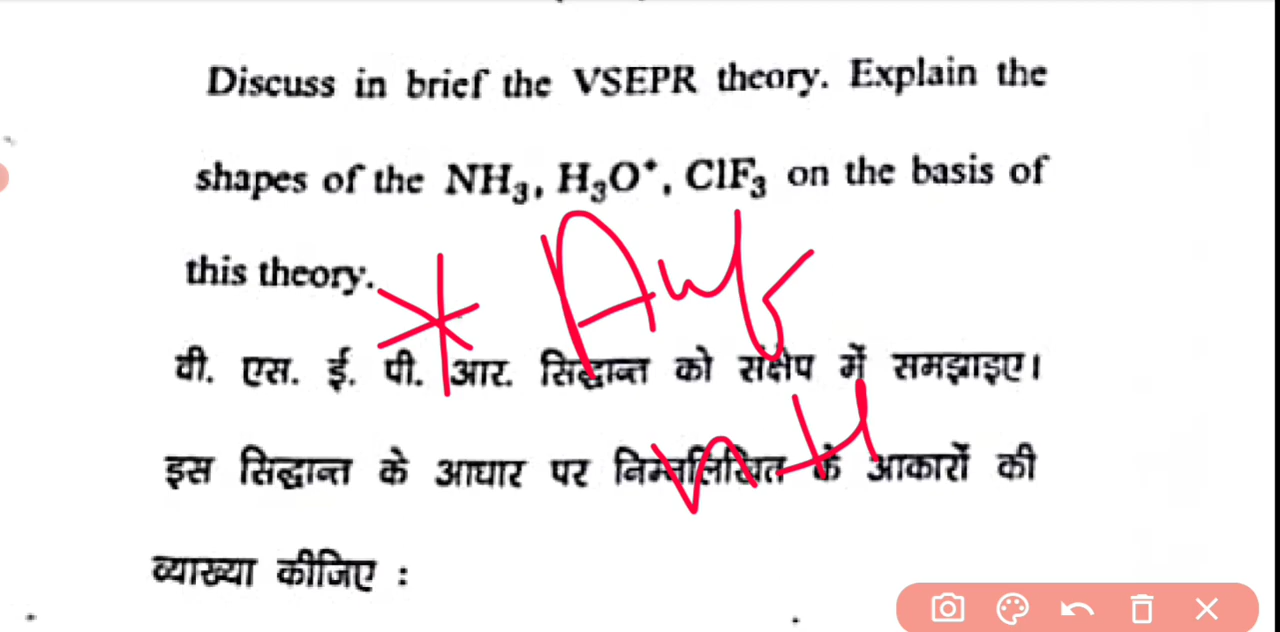 Discuss in brief the VSEPR theory. Explain the
shapes of the NH₃, H₃O⁺, ClF₃ on the basis of
this theory.
वी. एस. ई. पी. आर. सिद्धान्त को संक्षेप में समझाइए।
इस सिद्धान्त के आधार पर निम्नलिखित के आकारों की
व्याख्या कीजिए :